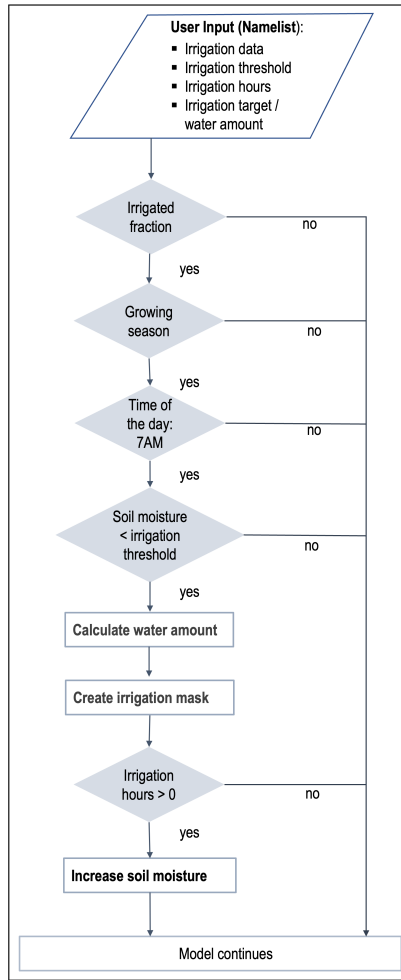 User Input (Namelist):
▪ Irrigation data
▪ Irrigation threshold
▪ Irrigation hours
▪ Irrigation target /
water amount
Irrigated
fraction
no
yes
Growing
season
no
yes
Time of
the day:
7AM
no
yes
Soil moisture
< irrigation
threshold
no
yes
Calculate water amount
Create irrigation mask
Irrigation
hours > 0
no
yes
Increase soil moisture
Model continues